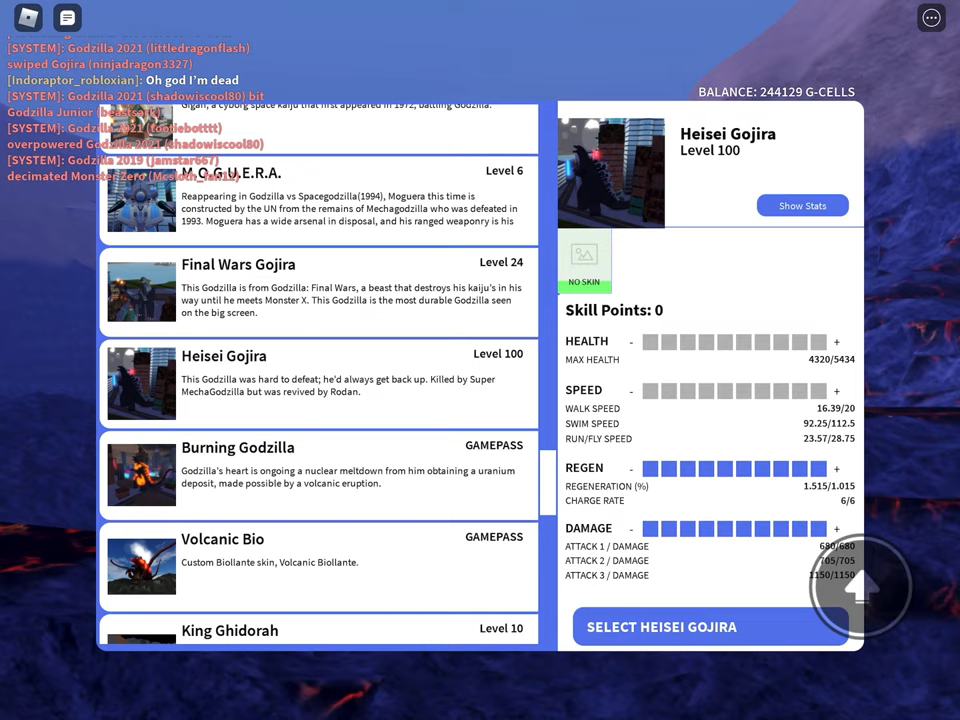 [SYSTEM]: Godzilla 2021 (littledragonflash)
swiped Gojira (ninjadragon3327)
[Indoraptor_robloxian]: Oh god I'm dead
[SYSTEM]: Godzilla 2021 (shadowiscool80) bit
Godzilla Junior (beastsark)
[SYSTEM]: Godzilla 2021 (footiebotttt)
overpowered Godzilla 2021 (shadowiscool80)
[SYSTEM]: Godzilla 2019 (jamstar667)
decimated Monster Zero
BALANCE: 244129 G-CELLS
Gigan, a cyborg space kaiju that first appeared in 1972, battling Godzilla.
M.O.G.U.E.R.A.
Level 6
Reappearing in Godzilla vs Spacegodzilla(1994), Moguera this time is
constructed by the UN from the remains of Mechagodzilla who was defeated in
1993. Moguera has a wide arsenal in disposal, and his ranged weaponry is his
Final Wars Gojira
Level 24
This Godzilla is from Godzilla: Final Wars, a beast that destroys his kaiju's in his
way until he meets Monster X. This Godzilla is the most durable Godzilla seen
on the big screen.
Heisei Gojira
Level 100
This Godzilla was hard to defeat; he'd always get back up. Killed by Super
MechaGodzilla but was revived by Rodan.
Burning Godzilla
GAMEPASS
Godzilla's heart is ongoing a nuclear meltdown from him obtaining a uranium
deposit, made possible by a volcanic eruption.
Volcanic Bio
GAMEPASS
Custom Biollante skin, Volcanic Biollante.
King Ghidorah
Level 10
Heisei Gojira
Level 100
Show Stats
NO SKIN
Skill Points: 0
HEALTH - +
MAX HEALTH 4320/5434
SPEED - +
WALK SPEED 16.39/20
SWIM SPEED 92.25/112.5
RUN/FLY SPEED 23.57/28.75
REGEN - +
REGENERATION (%) 1.515/1.015
CHARGE RATE 6/6
DAMAGE - +
ATTACK 1 / DAMAGE 680/680
ATTACK 2 / DAMAGE 705/705
ATTACK 3 / DAMAGE 1150/1150
SELECT HEISEI GOJIRA